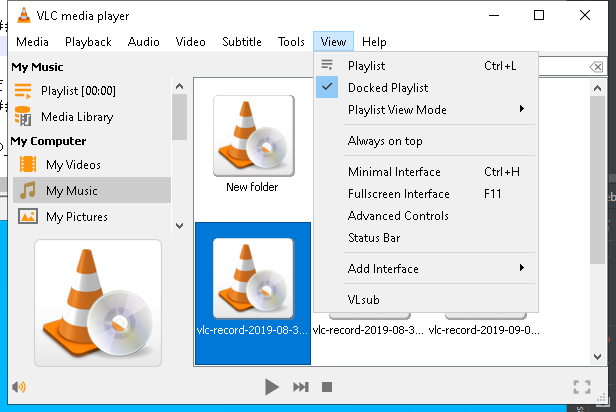 VLC media player
Media Playback Audio Video Subtitle Tools View Help
My Music
Playlist [00:00]
Media Library
My Computer
My Videos
My Music
My Pictures
New folder
vlc-record-2019-08-3...
vlc-record-2019-08-3...
vlc-record-2019-09-0...
Playlist Ctrl+L
Docked Playlist
Playlist View Mode
Always on top
Minimal Interface Ctrl+H
Fullscreen Interface F11
Advanced Controls
Status Bar
Add Interface
VLsub